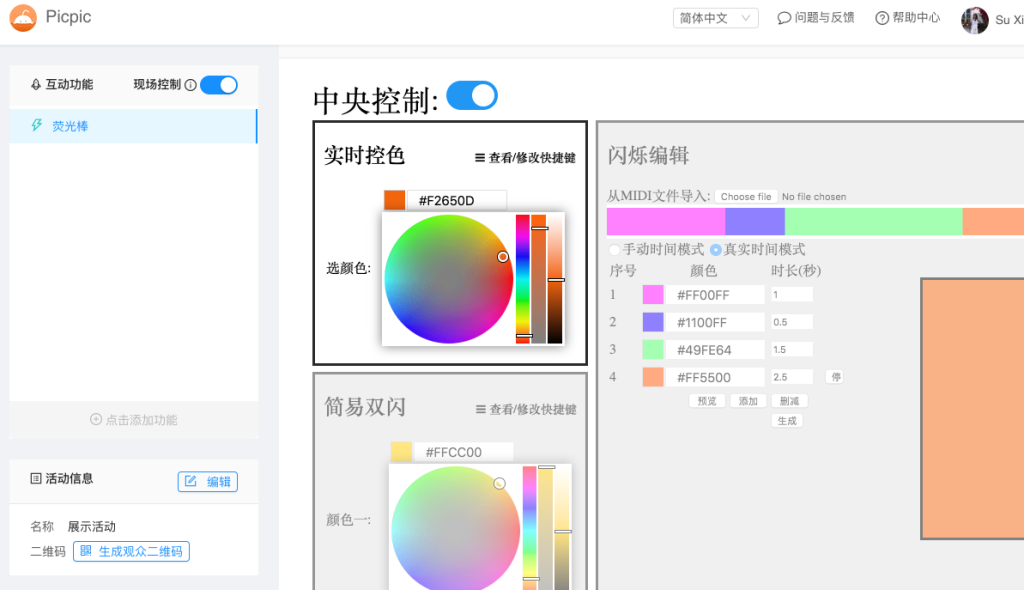 Picpic
简体中文
问题与反馈
帮助中心
Su Xi
互动功能
现场控制
荧光棒
点击添加功能
活动信息
编辑
名称 展示活动
二维码 生成观众二维码
中央控制:
实时控色
查看/修改快捷键
#F2650D
选颜色:
简易双闪
查看/修改快捷键
#FFCC00
颜色一:
闪烁编辑
从MIDI文件导入: Choose file No file chosen
手动时间模式 真实时间模式
序号 颜色 时长(秒)
1 #FF00FF 1
2 #1100FF 0.5
3 #49FE64 1.5
4 #FF5500 2.5 停
预览 添加 删减
生成